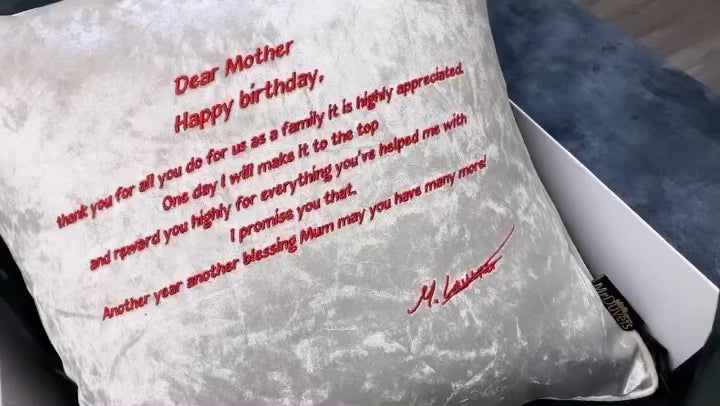 Dear Mother
Happy birthday,
thank you for all you do for us as a family it is highly appreciated.
One day I will make it to the top
and reward you highly for everything you've helped me with
I promise you that.
Another year another blessing Mum may you have many more!
M.